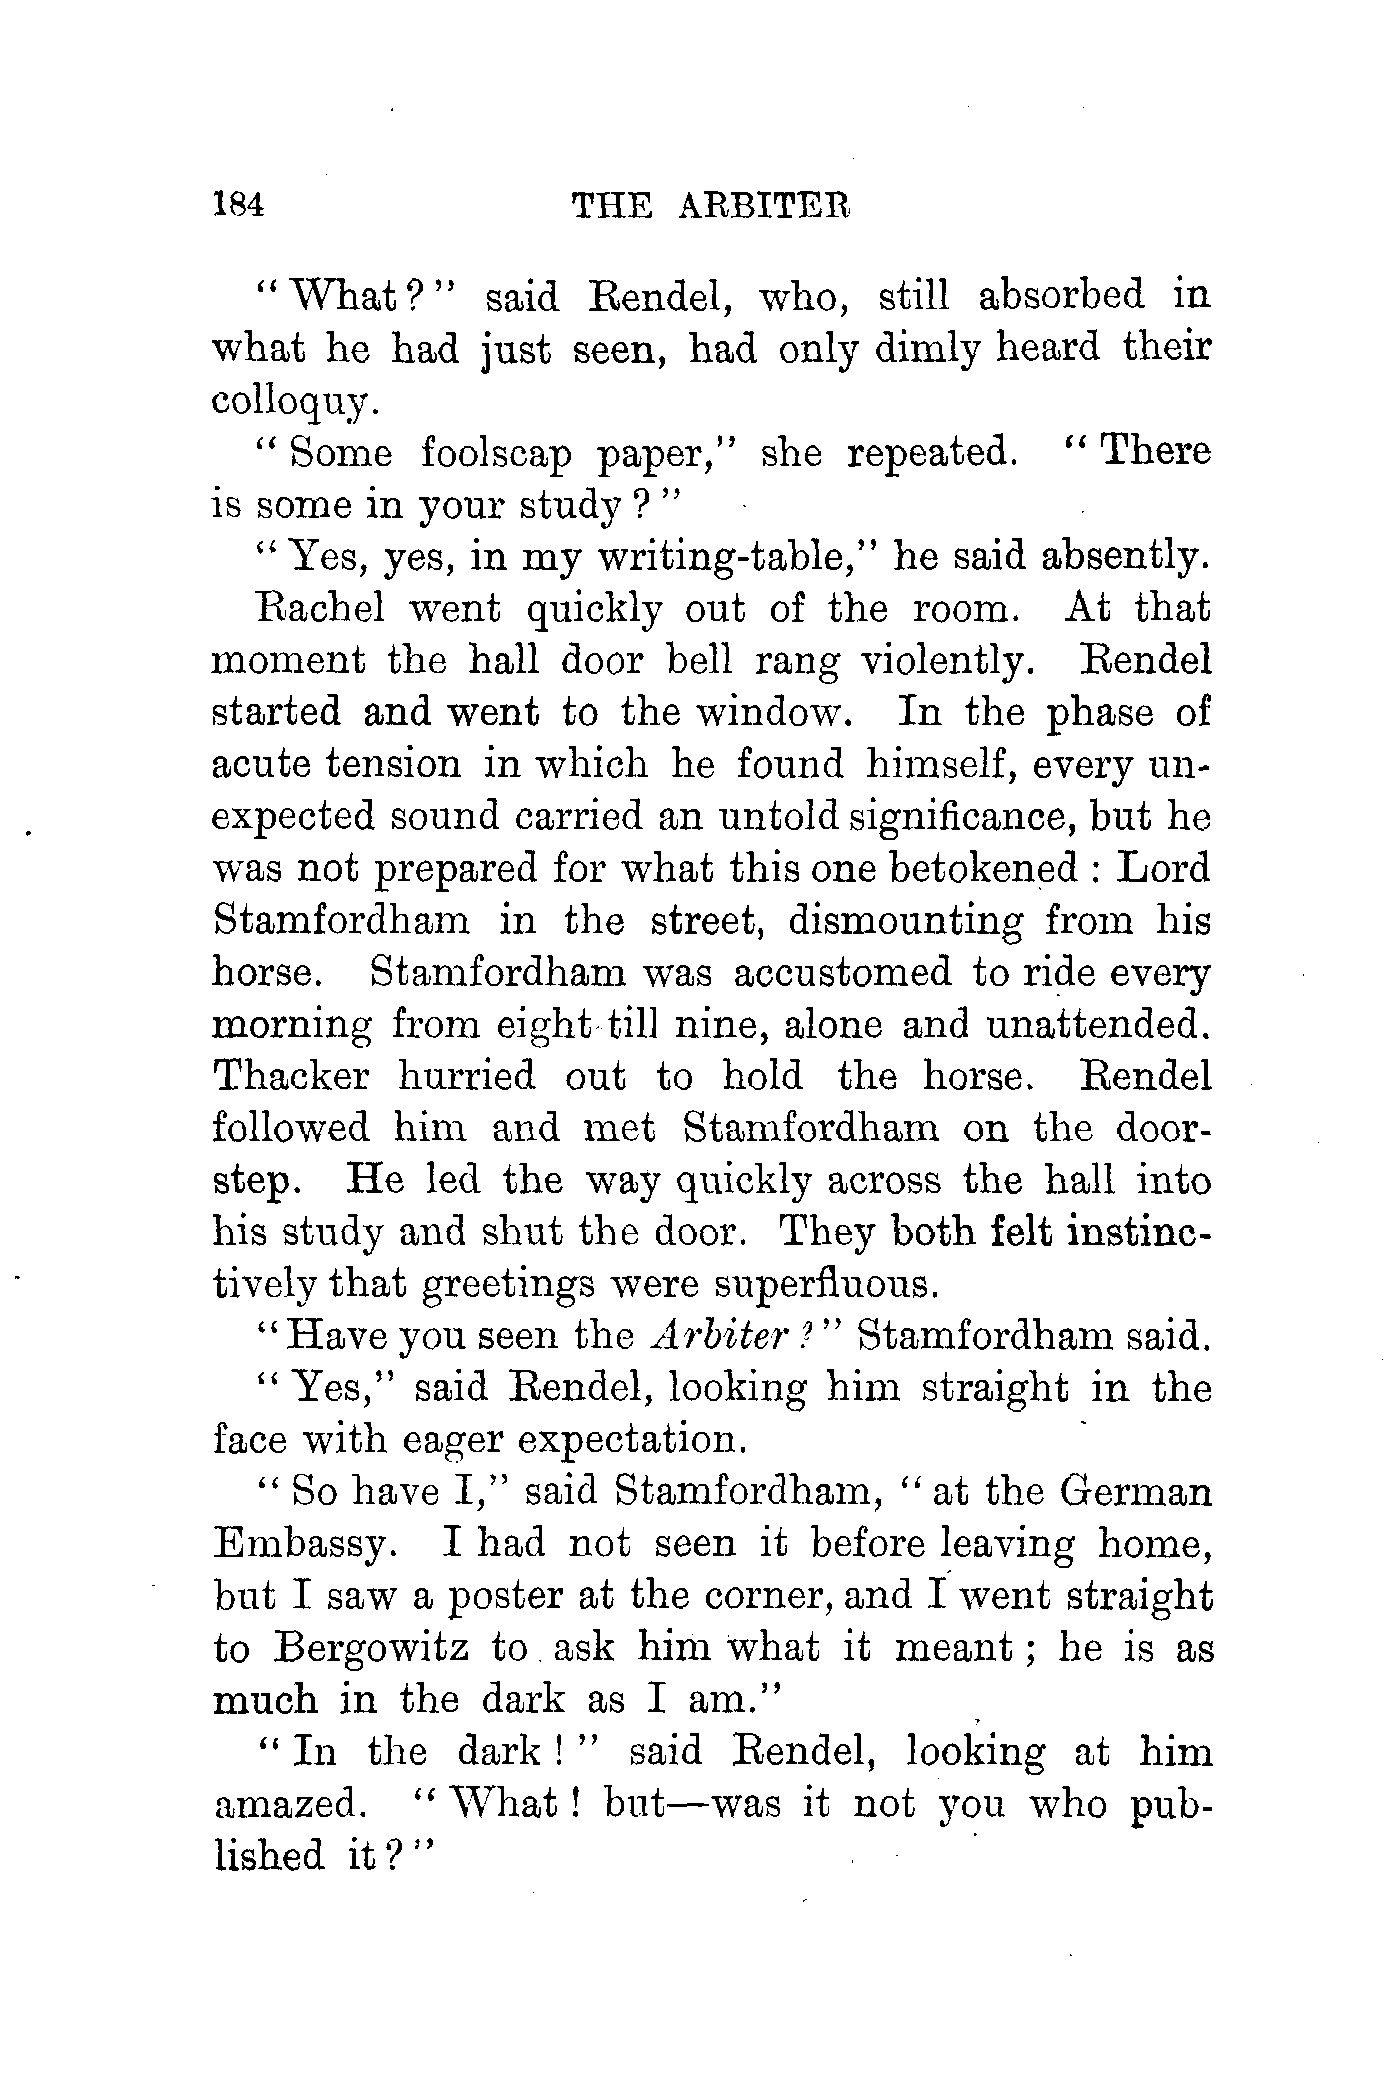 184 THE ARBITER
“ What ? ” said Rendel, who, still absorbed in
what he had just seen, had only dimly heard their
colloquy.
“ Some foolscap paper,” she repeated. “ There
is some in your study ? ”
“ Yes, yes, in my writing-table,” he said absently.
Rachel went quickly out of the room. At that
moment the hall door bell rang violently. Rendel
started and went to the window. In the phase of
acute tension in which he found himself, every un-
expected sound carried an untold significance, but he
was not prepared for what this one betokened : Lord
Stamfordham in the street, dismounting from his
horse. Stamfordham was accustomed to ride every
morning from eight till nine, alone and unattended.
Thacker hurried out to hold the horse. Rendel
followed him and met Stamfordham on the door-
step. He led the way quickly across the hall into
his study and shut the door. They both felt instinc-
tively that greetings were superfluous.
“ Have you seen the Arbiter ? ” Stamfordham said.
“ Yes,” said Rendel, looking him straight in the
face with eager expectation.
“ So have I,” said Stamfordham, “ at the German
Embassy. I had not seen it before leaving home,
but I saw a poster at the corner, and I went straight
to Bergowitz to ask him what it meant ; he is as
much in the dark as I am.”
“ In the dark ! ” said Rendel, looking at him
amazed. “ What ! but—was it not you who pub-
lished it ? ”